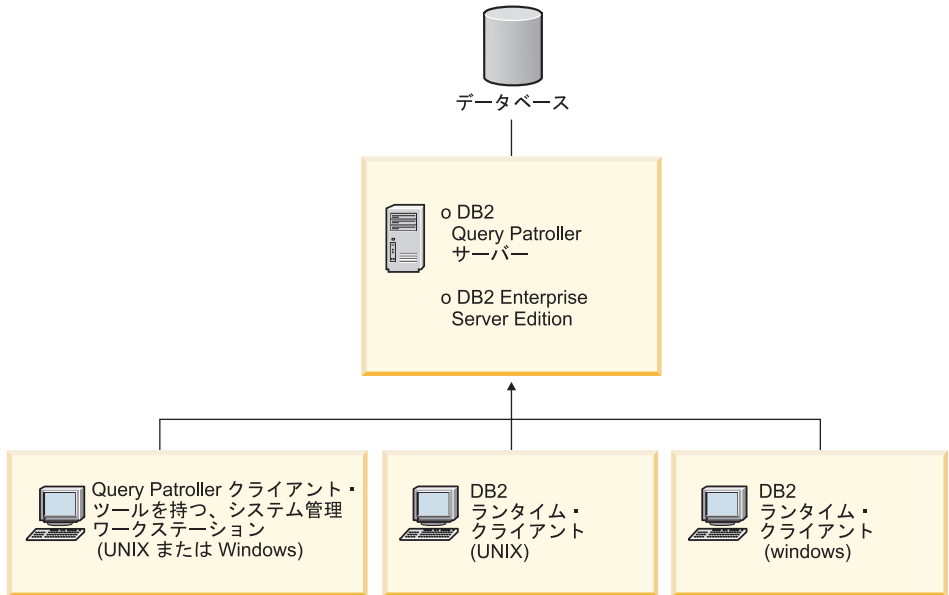 データベース
o DB2
Query Patroller
サーバー
o DB2 Enterprise
Server Edition
Query Patroller クライアント・
ツールを持つ、システム管理
ワークステーション
(UNIX または Windows)
DB2
ランタイム・
クライアント
(UNIX)
DB2
ランタイム・
クライアント
(windows)